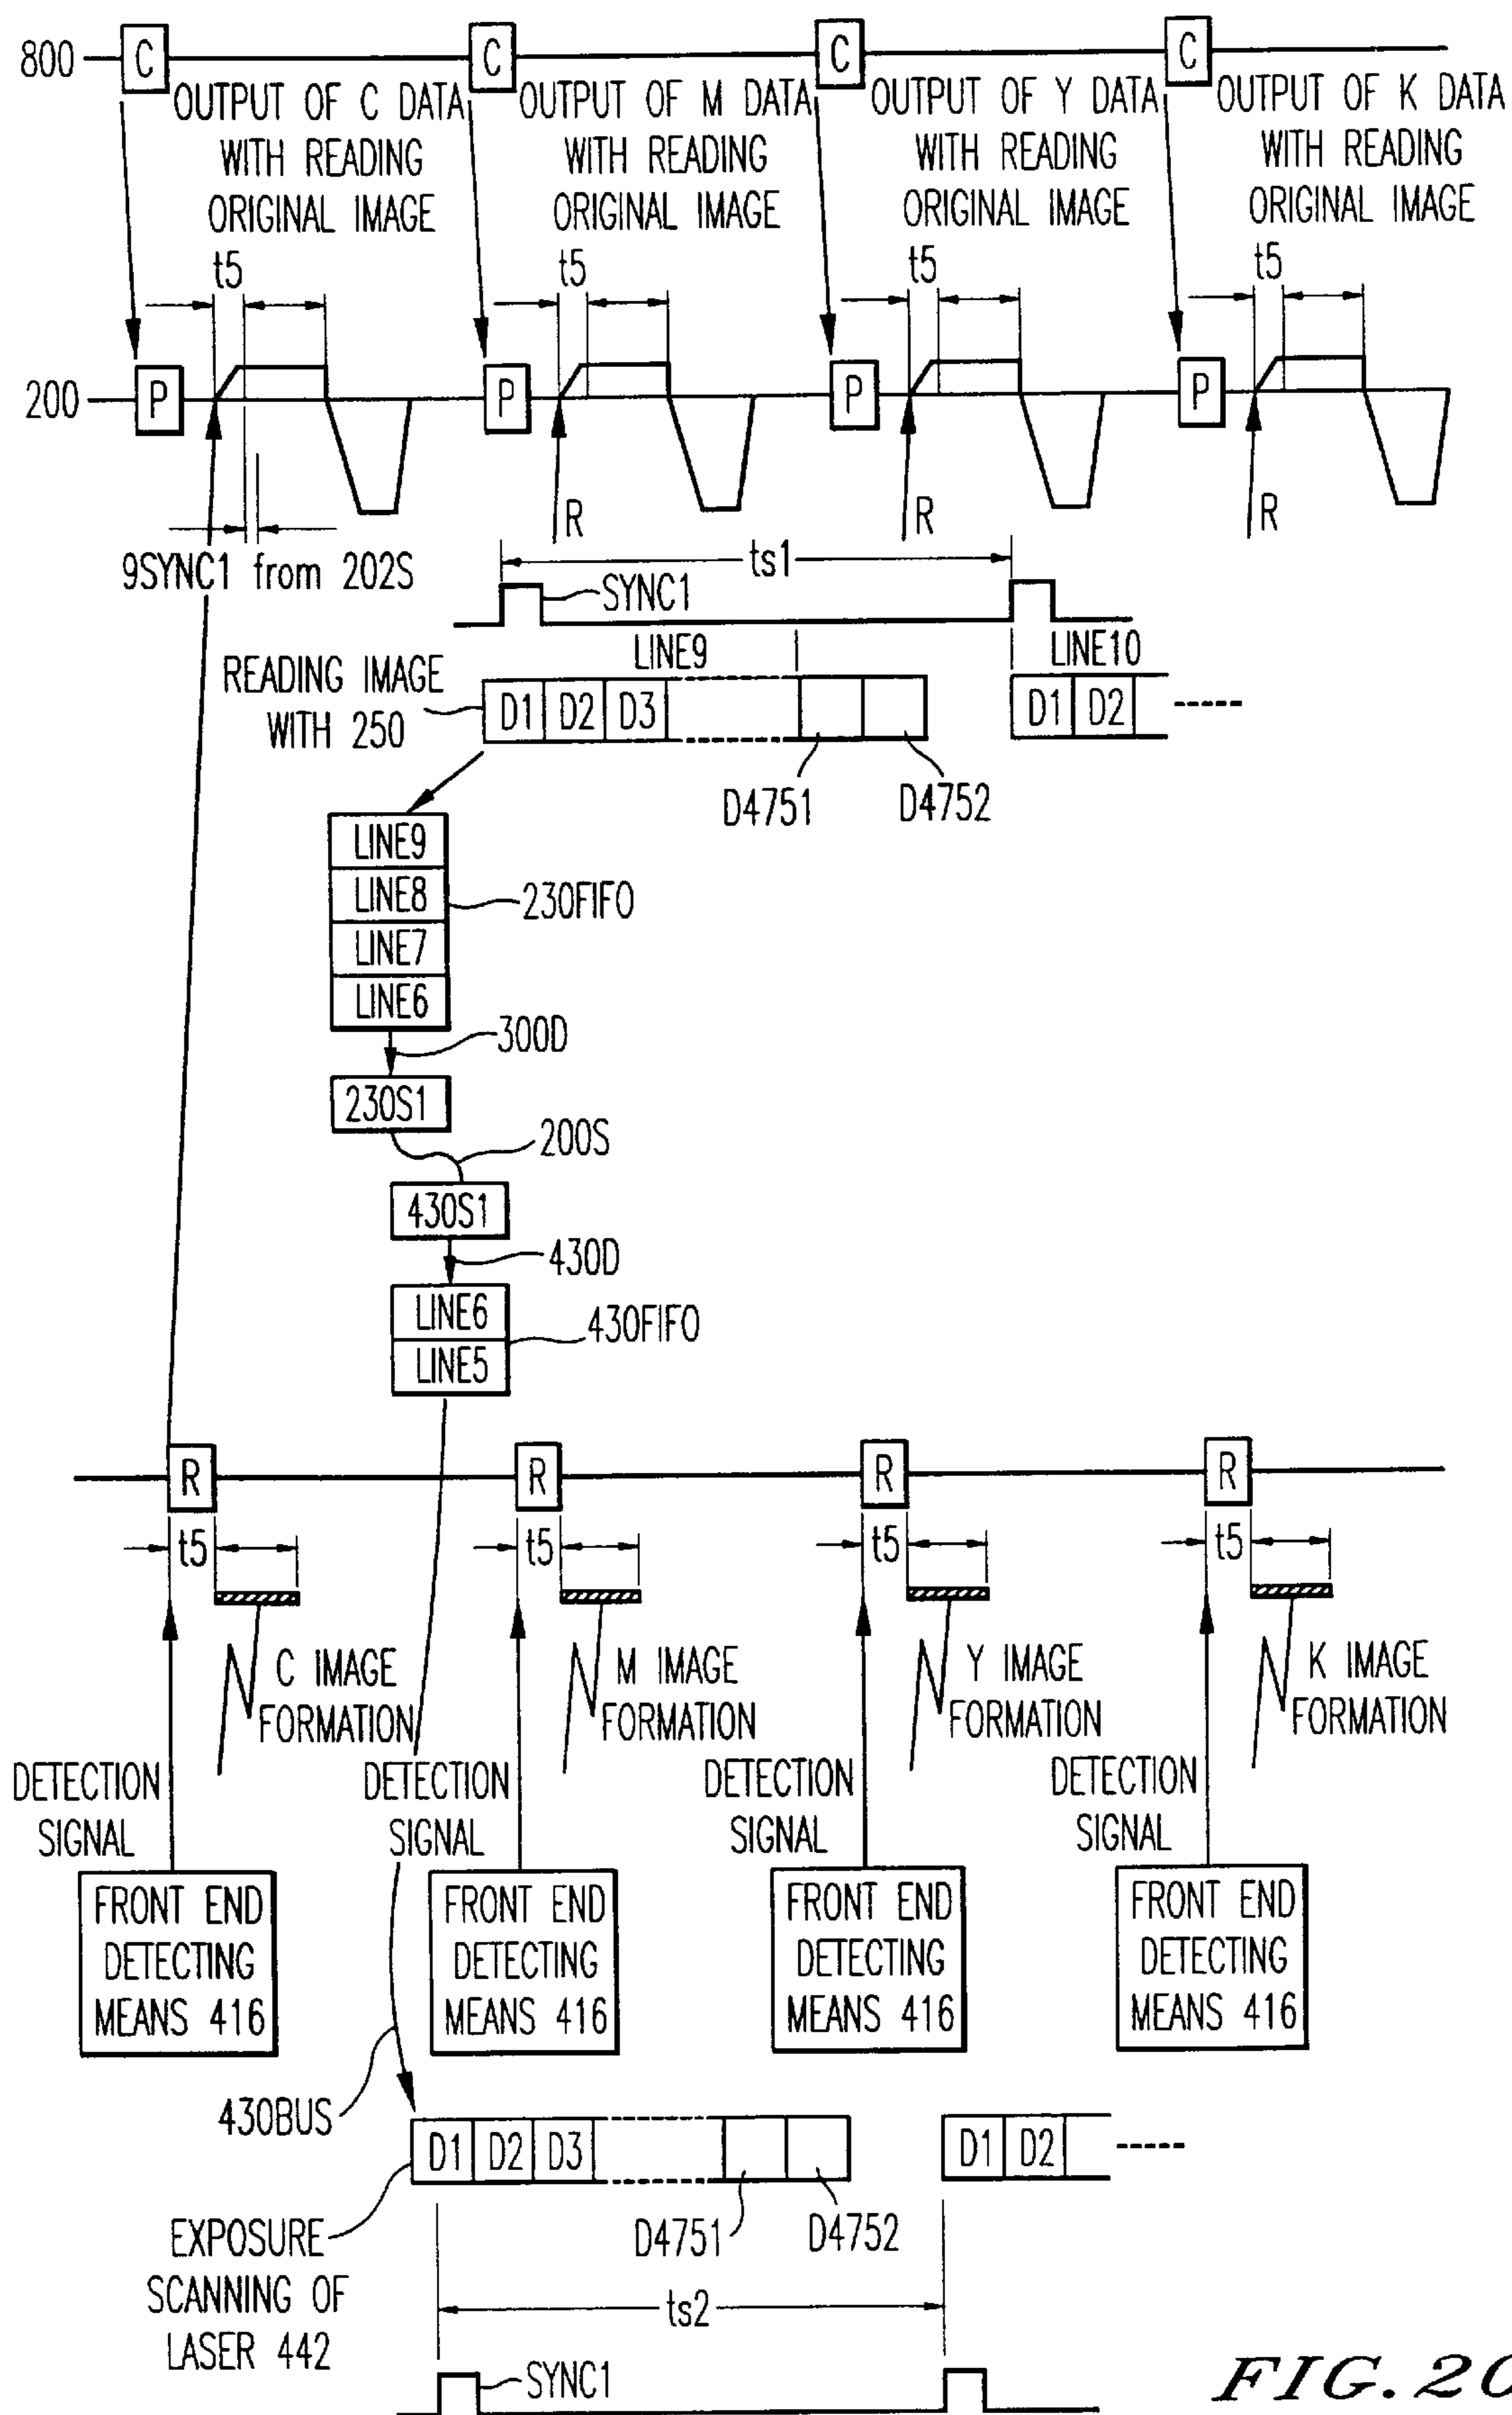 800 C C C C
OUTPUT OF C DATA
WITH READING
ORIGINAL IMAGE
OUTPUT OF M DATA
WITH READING
ORIGINAL IMAGE
OUTPUT OF Y DATA
WITH READING
ORIGINAL IMAGE
OUTPUT OF K DATA
WITH READING
ORIGINAL IMAGE
t5 t5 t5 t5
200 P P P P
R R R
9SYNC1 from 202S
ts1
SYNC1
LINE9 LINE10
READING IMAGE
WITH 250
D1 D2 D3 D1 D2
D4751 D4752
LINE9
LINE8
LINE7
LINE6
230FIFO
300D
230S1
200S
430S1
430D
LINE6
LINE5
430FIFO
R R R R
t5 t5 t5 t5
C IMAGE
FORMATION
M IMAGE
FORMATION
Y IMAGE
FORMATION
K IMAGE
FORMATION
DETECTION
SIGNAL
DETECTION
SIGNAL
DETECTION
SIGNAL
DETECTION
SIGNAL
FRONT END
DETECTING
MEANS 416
FRONT END
DETECTING
MEANS 416
FRONT END
DETECTING
MEANS 416
FRONT END
DETECTING
MEANS 416
430BUS
D1 D2 D3 D1 D2
D4751 D4752
EXPOSURE
SCANNING OF
LASER 442
ts2
SYNC1
FIG. 20